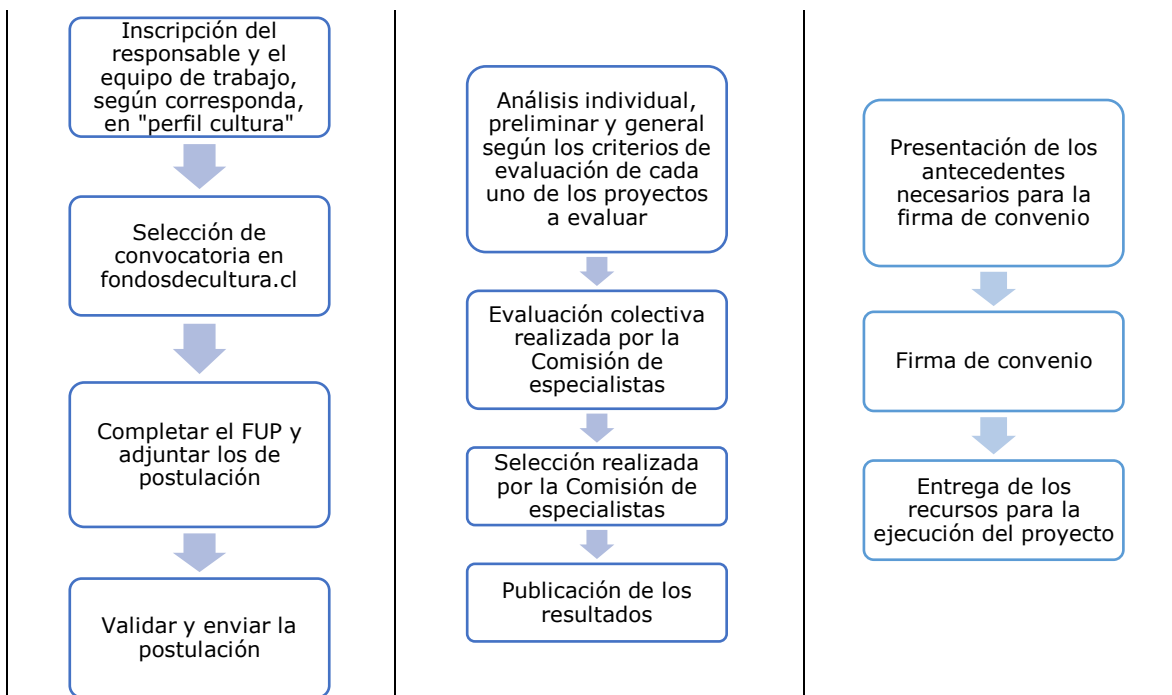 Inscripción del
responsable y el
equipo de trabajo,
según corresponda,
en "perfil cultura"
Selección de
convocatoria en
fondosdecultura.cl
Completar el FUP y
adjuntar los de
postulación
Validar y enviar la
postulación
Análisis individual,
preliminar y general
según los criterios de
evaluación de cada
uno de los proyectos
a evaluar
Evaluación colectiva
realizada por la
Comisión de
especialistas
Selección realizada
por la Comisión de
especialistas
Publicación de los
resultados
Presentación de los
antecedentes
necesarios para la
firma de convenio
Firma de convenio
Entrega de los
recursos para la
ejecución del proyecto